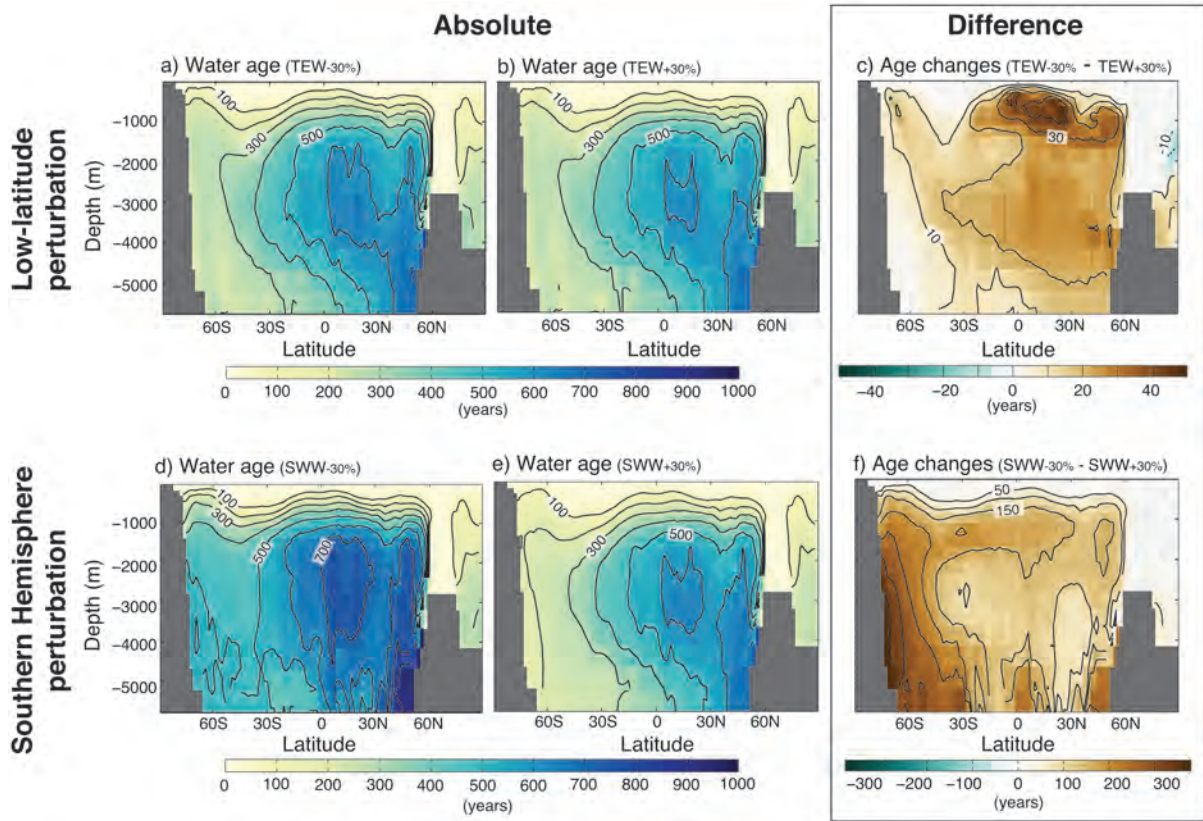 Absolute
Difference
Low-latitude
perturbation
a) Water age (TEW-30%)
b) Water age (TEW+30%)
c) Age changes (TEW-30% - TEW+30%)
Depth (m)
−1000
−2000
−3000
−4000
−5000
100
300
500
100
300
500
30
10
-10
60S 30S 0 30N 60N
60S 30S 0 30N 60N
60S 30S 0 30N 60N
Latitude
Latitude
Latitude
0 100 200 300 400 500 600 700 800 900 1000
(years)
−40 −20 0 20 40
(years)
Southern Hemisphere
perturbation
d) Water age (SWW-30%)
e) Water age (SWW+30%)
f) Age changes (SWW-30% - SWW+30%)
Depth (m)
−1000
−2000
−3000
−4000
−5000
100
300
500
700
100
300
500
50
150
60S 30S 0 30N 60N
60S 30S 0 30N 60N
60S 30S 0 30N 60N
Latitude
Latitude
Latitude
0 100 200 300 400 500 600 700 800 900 1000
(years)
−300 −200 −100 0 100 200 300
(years)